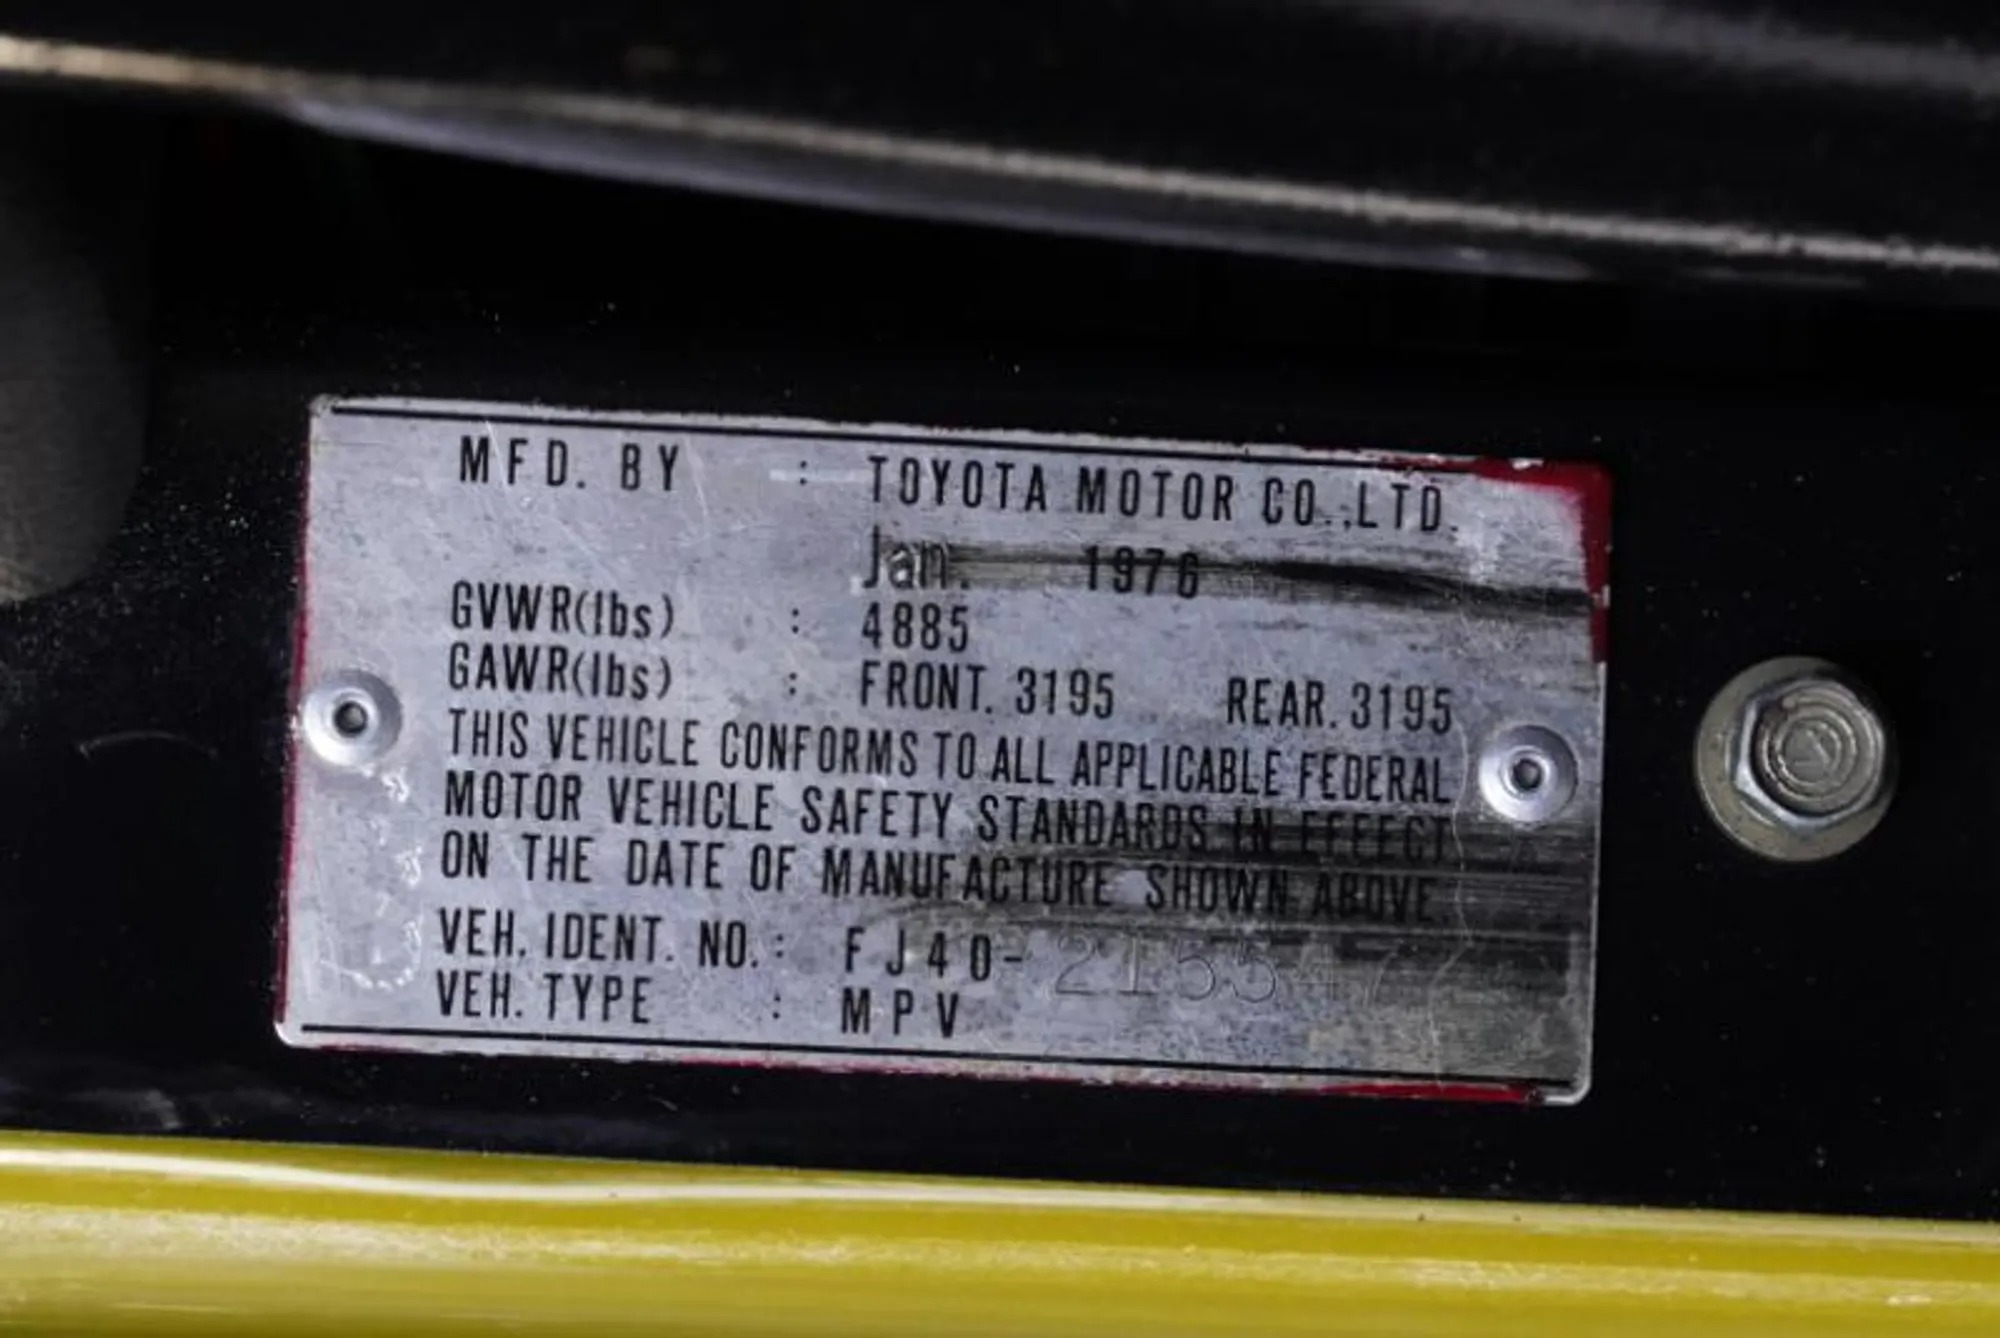 MFD. BY : TOYOTA MOTOR CO.,LTD.
Jan. 1976
GVWR(lbs) : 4885
GAWR(lbs) : FRONT. 3195 REAR. 3195
THIS VEHICLE CONFORMS TO ALL APPLICABLE FEDERAL
MOTOR VEHICLE SAFETY STANDARDS IN EFFECT
ON THE DATE OF MANUFACTURE SHOWN ABOVE.
VEH. IDENT. NO. : FJ40-215547
VEH. TYPE : MPV